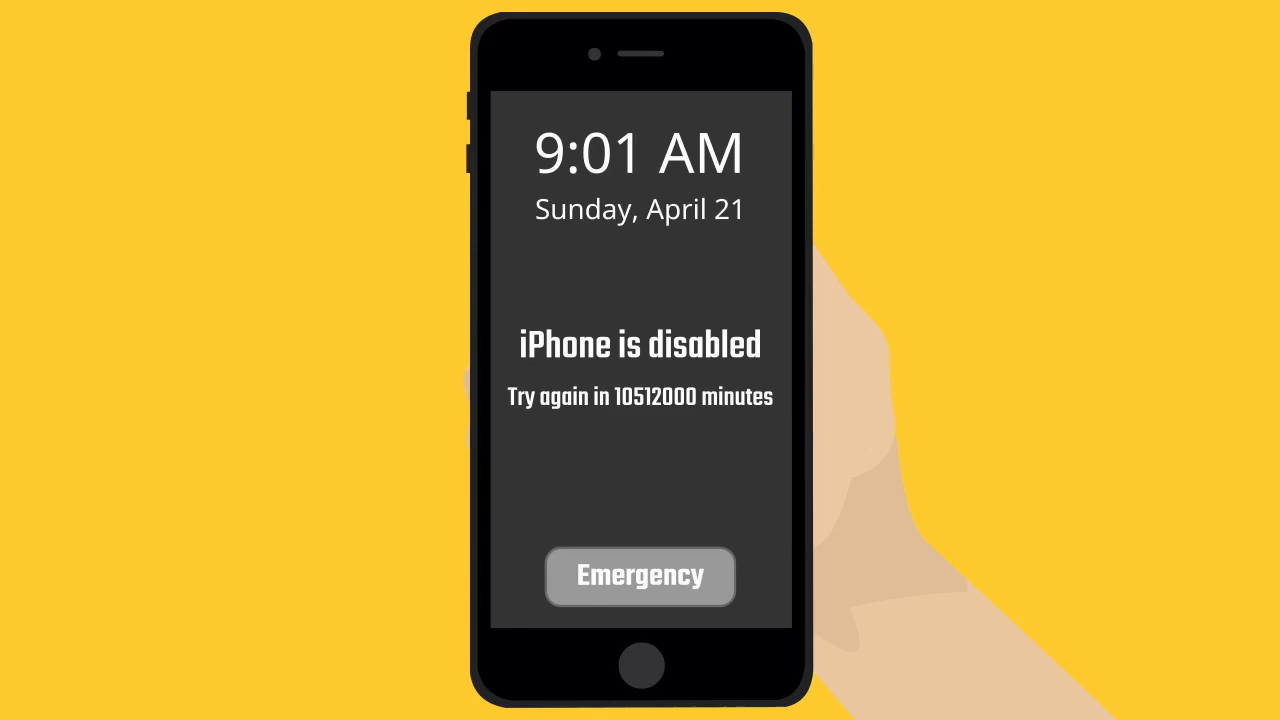 9:01 AM
Sunday, April 21
iPhone is disabled
Try again in 10512000 minutes
Emergency